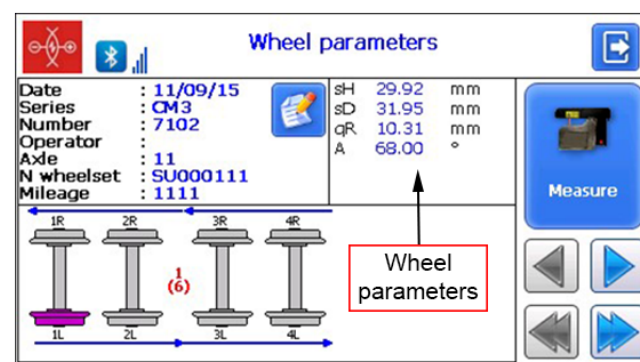 Wheel parameters
Date : 11/09/15
Series : CM3
Number : 7102
Operator :
Axle : 11
N wheelset : SU000111
Mileage : 1111
sH 29.92 mm
sD 31.95 mm
qR 10.31 mm
A 68.00 °
Measure
1R 2R 3R 4R
1
(6)
1L 2L 3L 4L
Wheel
parameters